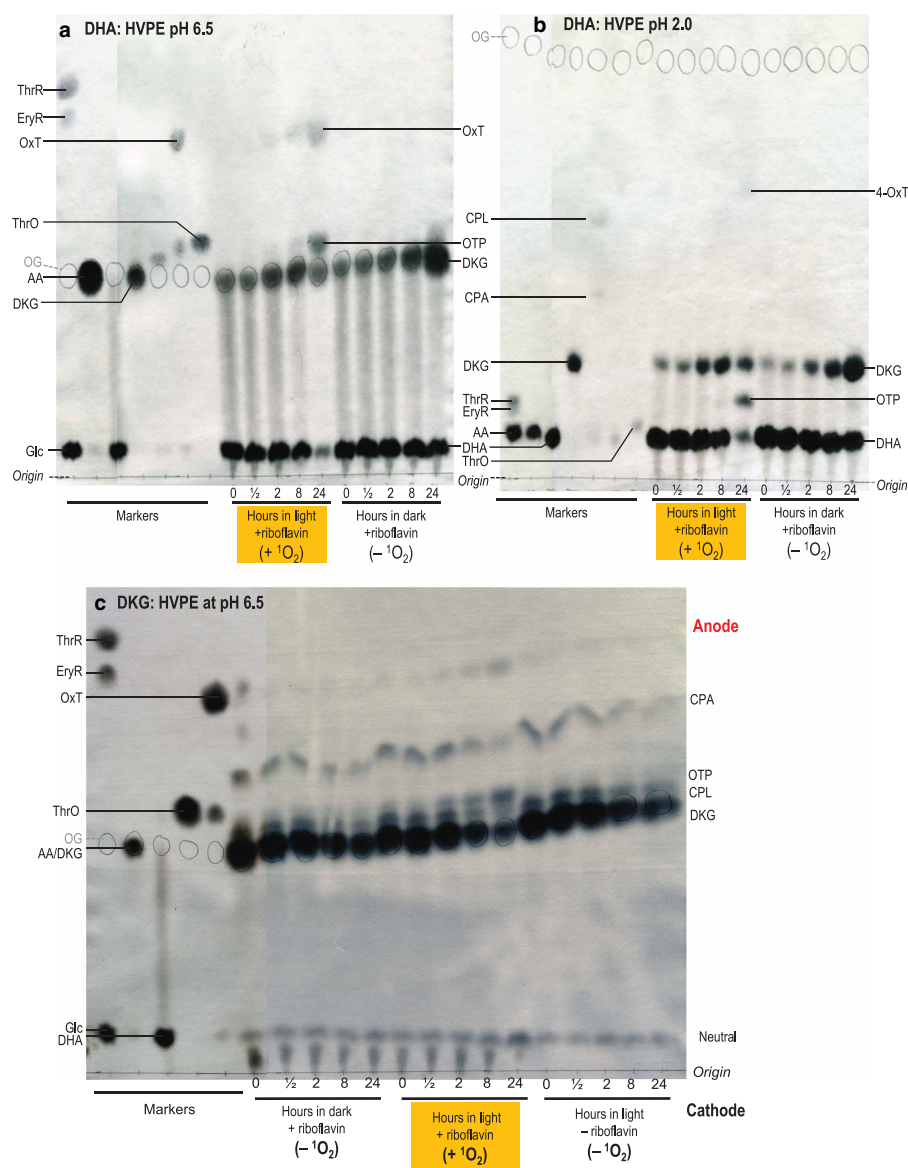 a DHA: HVPE pH 6.5
ThrR
EryR
OxT
ThrO
OG
AA
DKG
Glc
Origin
OxT
OTP
DKG
DHA
0 ½ 2 8 24 0 ½ 2 8 24
Markers
Hours in light
+riboflavin
(+ ¹O₂)
Hours in dark
+riboflavin
(– ¹O₂)
b DHA: HVPE pH 2.0
OG
CPL
CPA
DKG
ThrR
EryR
AA
ThrO
Origin
4-OxT
DKG
OTP
DHA
Origin
0 ½ 2 8 24 0 ½ 2 8 24
Markers
Hours in light
+riboflavin
(+ ¹O₂)
Hours in dark
+riboflavin
(– ¹O₂)
c DKG: HVPE at pH 6.5
ThrR
EryR
OxT
ThrO
OG
AA/DKG
Glc
DHA
Anode
CPA
OTP
CPL
DKG
Neutral
Origin
Cathode
0 ½ 2 8 24 0 ½ 2 8 24 0 ½ 2 8 24
Markers
Hours in dark
+ riboflavin
(– ¹O₂)
Hours in light
+ riboflavin
(+ ¹O₂)
Hours in light
– riboflavin
(– ¹O₂)